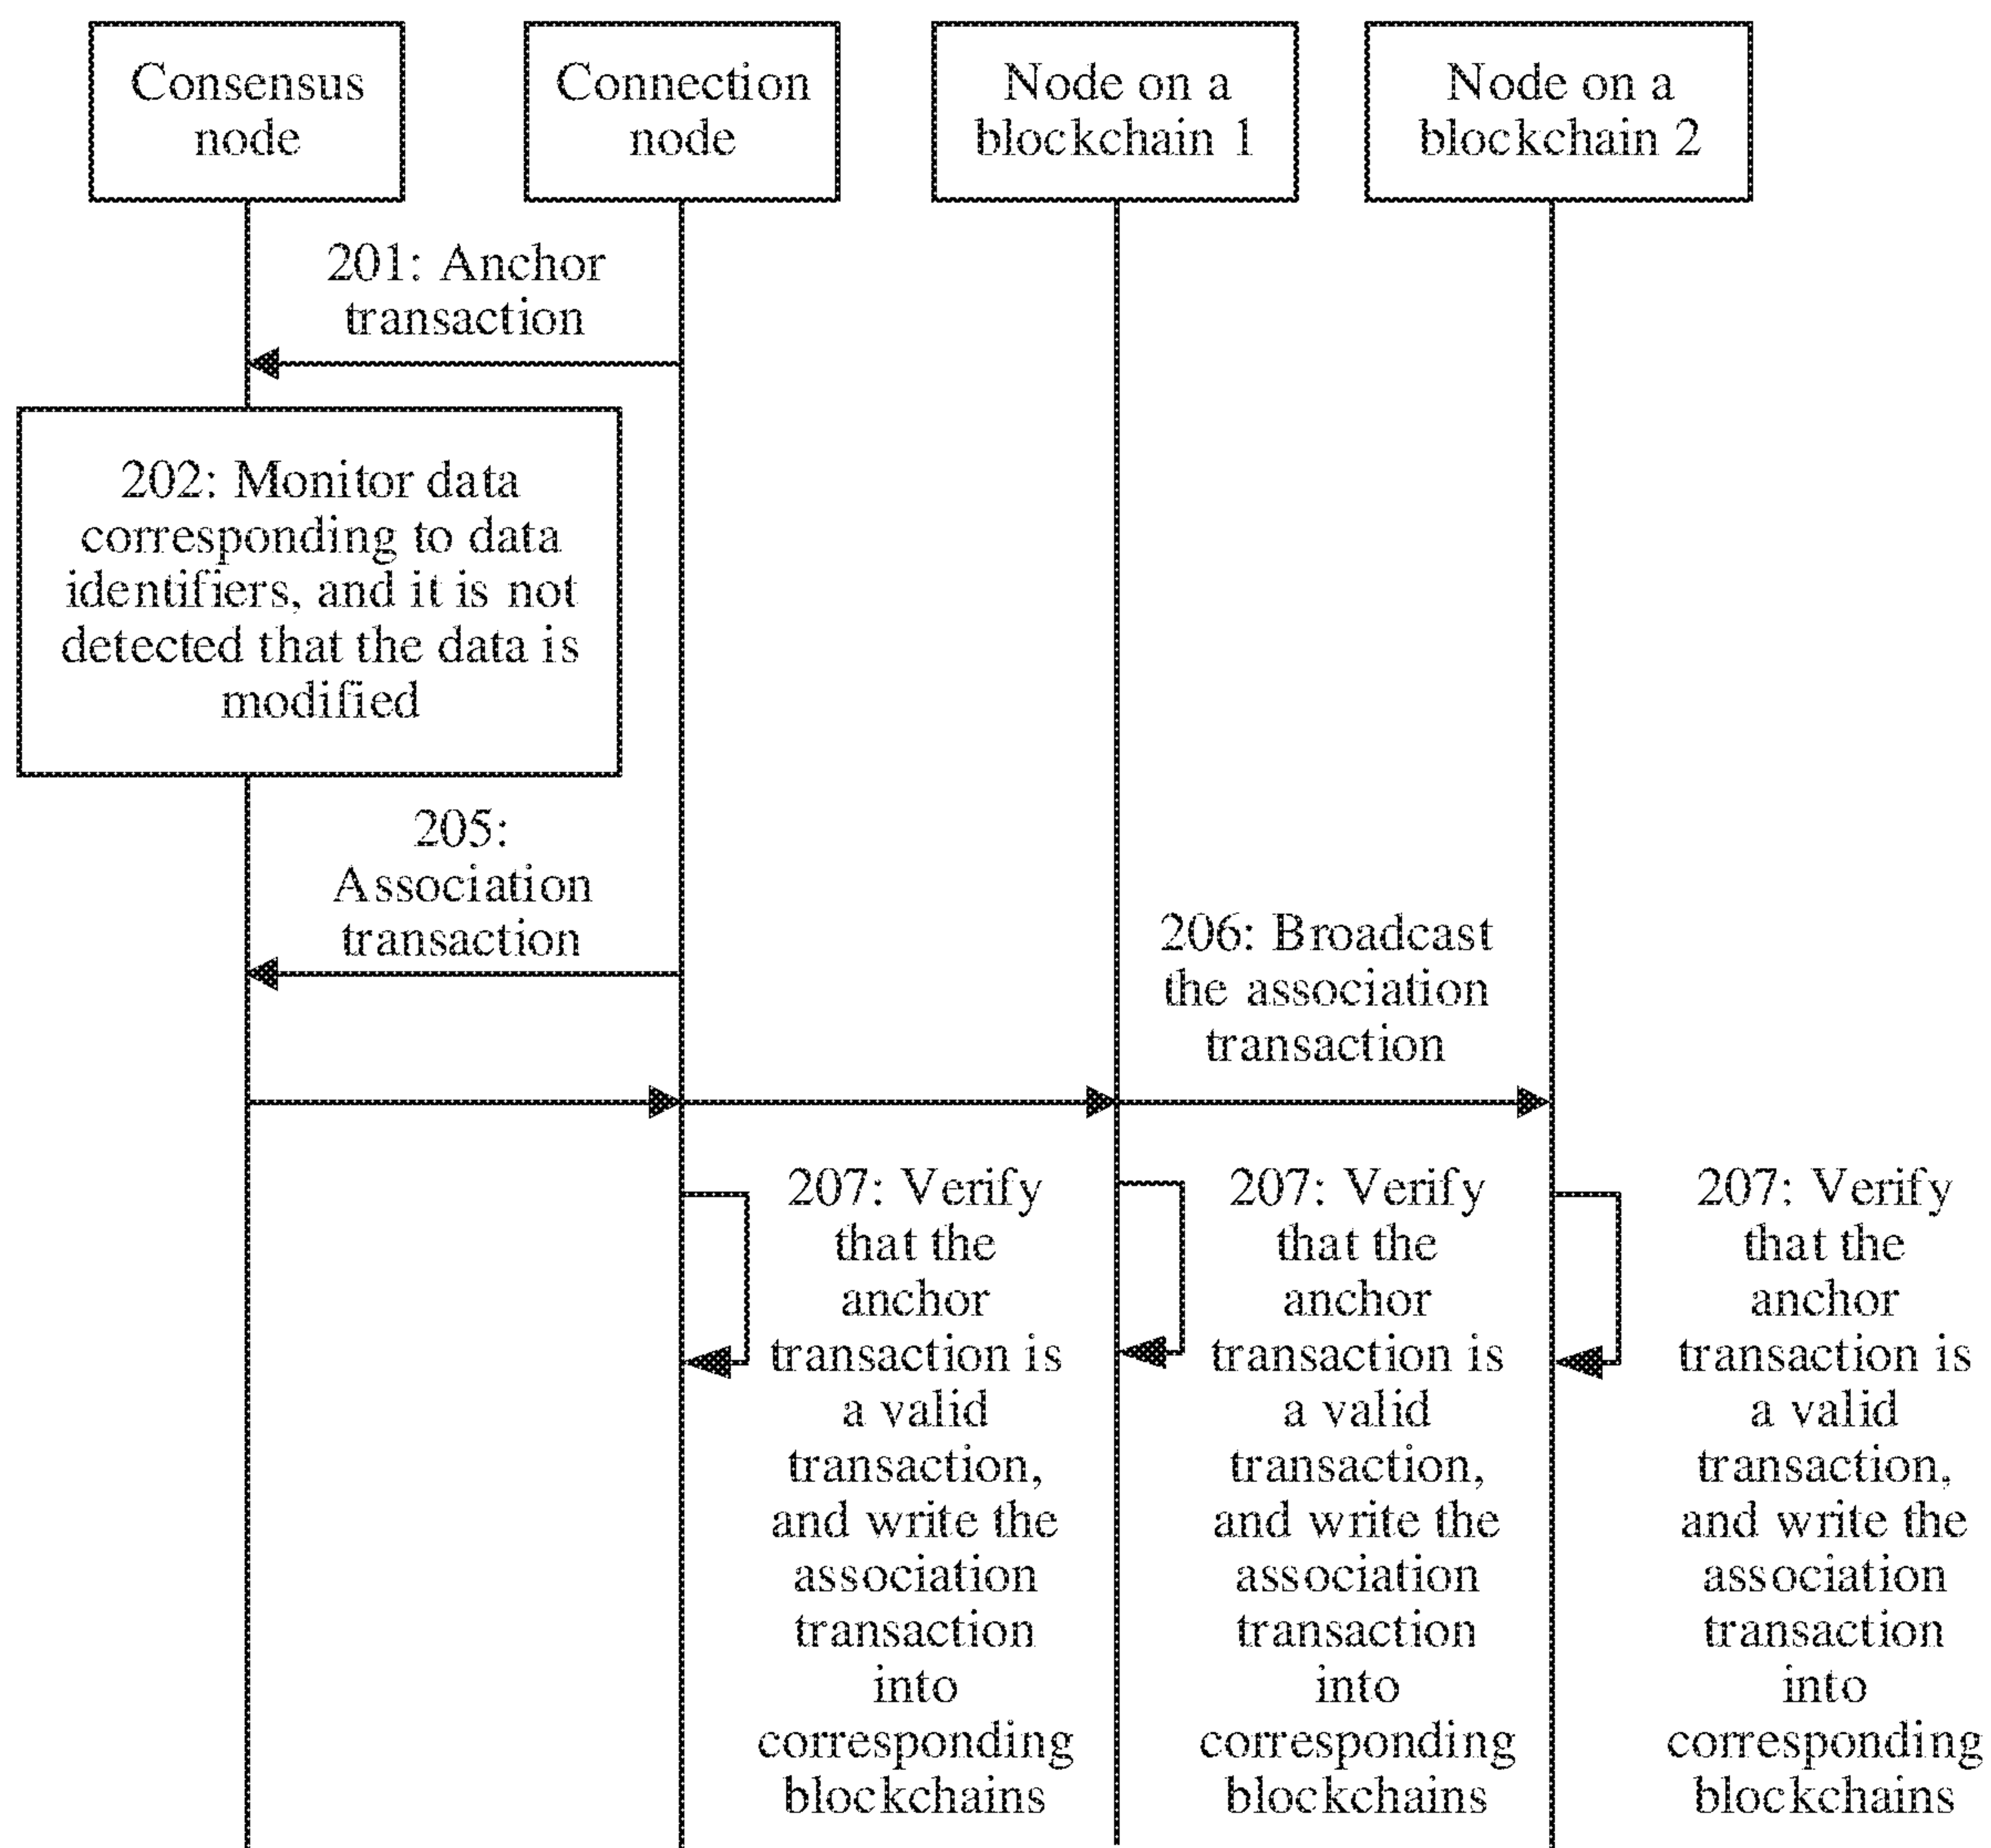 Consensus
node
Connection
node
Node on a
blockchain 1
Node on a
blockchain 2
201: Anchor
transaction
202: Monitor data
corresponding to data
identifiers, and it is not
detected that the data is
modified
205:
Association
transaction
206: Broadcast
the association
transaction
207: Verify
that the
anchor
transaction is
a valid
transaction,
and write the
association
transaction
into
corresponding
blockchains
207: Verify
that the
anchor
transaction is
a valid
transaction,
and write the
association
transaction
into
corresponding
blockchains
207: Verify
that the
anchor
transaction is
a valid
transaction,
and write the
association
transaction
into
corresponding
blockchains